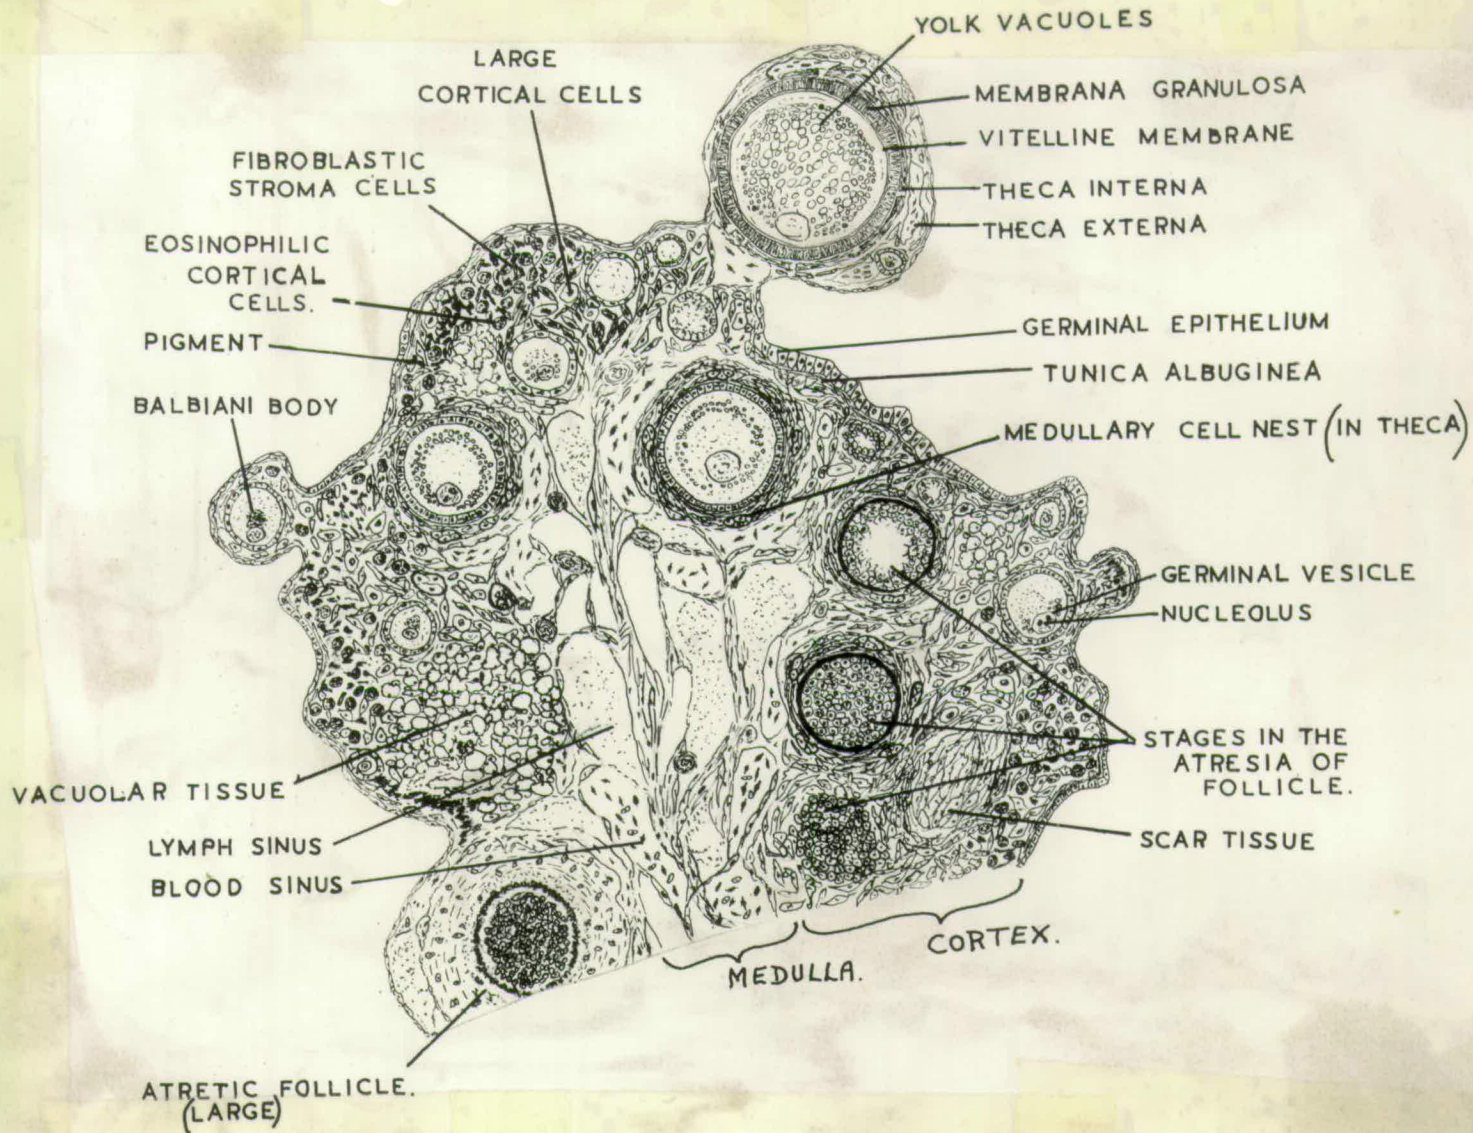 YOLK VACUOLES
LARGE
CORTICAL CELLS
MEMBRANA GRANULOSA
VITELLINE MEMBRANE
FIBROBLASTIC
STROMA CELLS
THECA INTERNA
THECA EXTERNA
EOSINOPHILIC
CORTICAL
CELLS.
PIGMENT
BALBIANI BODY
GERMINAL EPITHELIUM
TUNICA ALBUGINEA
MEDULLARY CELL NEST (IN THECA)
GERMINAL VESICLE
NUCLEOLUS
STAGES IN THE
ATRESIA OF
FOLLICLE.
SCAR TISSUE
VACUOLAR TISSUE
LYMPH SINUS
BLOOD SINUS
CORTEX.
MEDULLA.
ATRETIC FOLLICLE.
(LARGE)